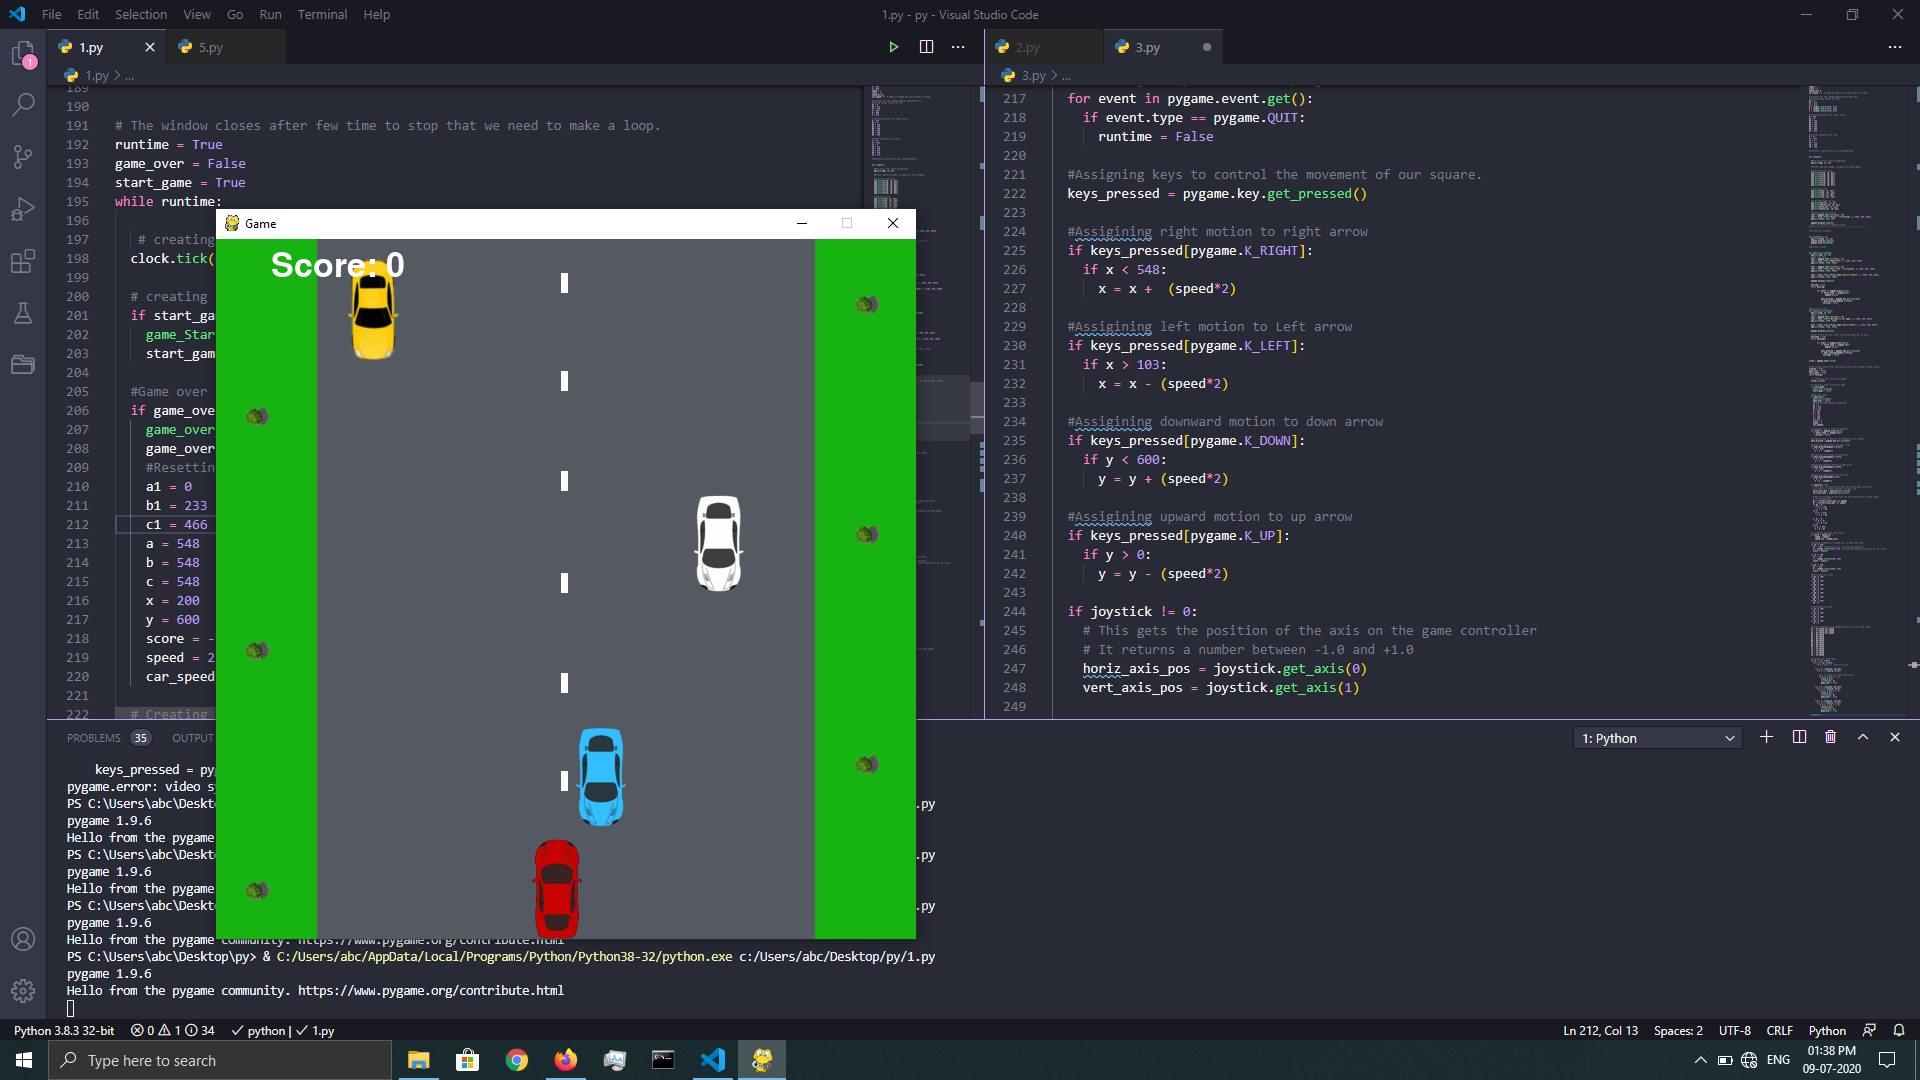 File Edit Selection View Go Run Terminal Help
1.py - py - Visual Studio Code
1.py
5.py
1.py > ...
189
190
191 # The window closes after few time to stop that we need to make a loop.
192 runtime = True
193 game_over = False
194 start_game = True
195 while runtime:
196
197 # creating
198 clock.tick(
199
200 # creating
201 if start_ga
202 game_Star
203 start_gam
204
205 #Game over
206 if game_ove
207 game_over
208 game_over
209 #Resettin
210 a1 = 0
211 b1 = 233
212 c1 = 466
213 a = 548
214 b = 548
215 c = 548
216 x = 200
217 y = 600
218 score = -
219 speed = 2
220 car_speed
221
222 # Creating
Game
Score: 0
2.py
3.py
3.py > ...
217 for event in pygame.event.get():
218 if event.type == pygame.QUIT:
219 runtime = False
220
221 #Assigning keys to control the movement of our square.
222 keys_pressed = pygame.key.get_pressed()
223
224 #Assigining right motion to right arrow
225 if keys_pressed[pygame.K_RIGHT]:
226 if x < 548:
227 x = x +  (speed*2)
228
229 #Assigining left motion to Left arrow
230 if keys_pressed[pygame.K_LEFT]:
231 if x > 103:
232 x = x - (speed*2)
233
234 #Assigining downward motion to down arrow
235 if keys_pressed[pygame.K_DOWN]:
236 if y < 600:
237 y = y + (speed*2)
238
239 #Assigining upward motion to up arrow
240 if keys_pressed[pygame.K_UP]:
241 if y > 0:
242 y = y - (speed*2)
243
244 if joystick != 0:
245 # This gets the position of the axis on the game controller
246 # It returns a number between -1.0 and +1.0
247 horiz_axis_pos = joystick.get_axis(0)
248 vert_axis_pos = joystick.get_axis(1)
249
PROBLEMS 35 OUTPUT
1: Python
keys_pressed = py
pygame.error: video s
PS C:\Users\abc\Deskto .py
pygame 1.9.6
Hello from the pygame
PS C:\Users\abc\Deskt .py
pygame 1.9.6
Hello from the pygame
PS C:\Users\abc\Deskt .py
pygame 1.9.6
Hello from the pygame community. https://www.pygame.org/contribute.html
PS C:\Users\abc\Desktop\py> & C:/Users/abc/AppData/Local/Programs/Python/Python38-32/python.exe c:/Users/abc/Desktop/py/1.py
pygame 1.9.6
Hello from the pygame community. https://www.pygame.org/contribute.html
Python 3.8.3 32-bit 0 1 34 python | 1.py
Ln 212, Col 13 Spaces: 2 UTF-8 CRLF Python
Type here to search
ENG
01:38 PM
09-07-2020